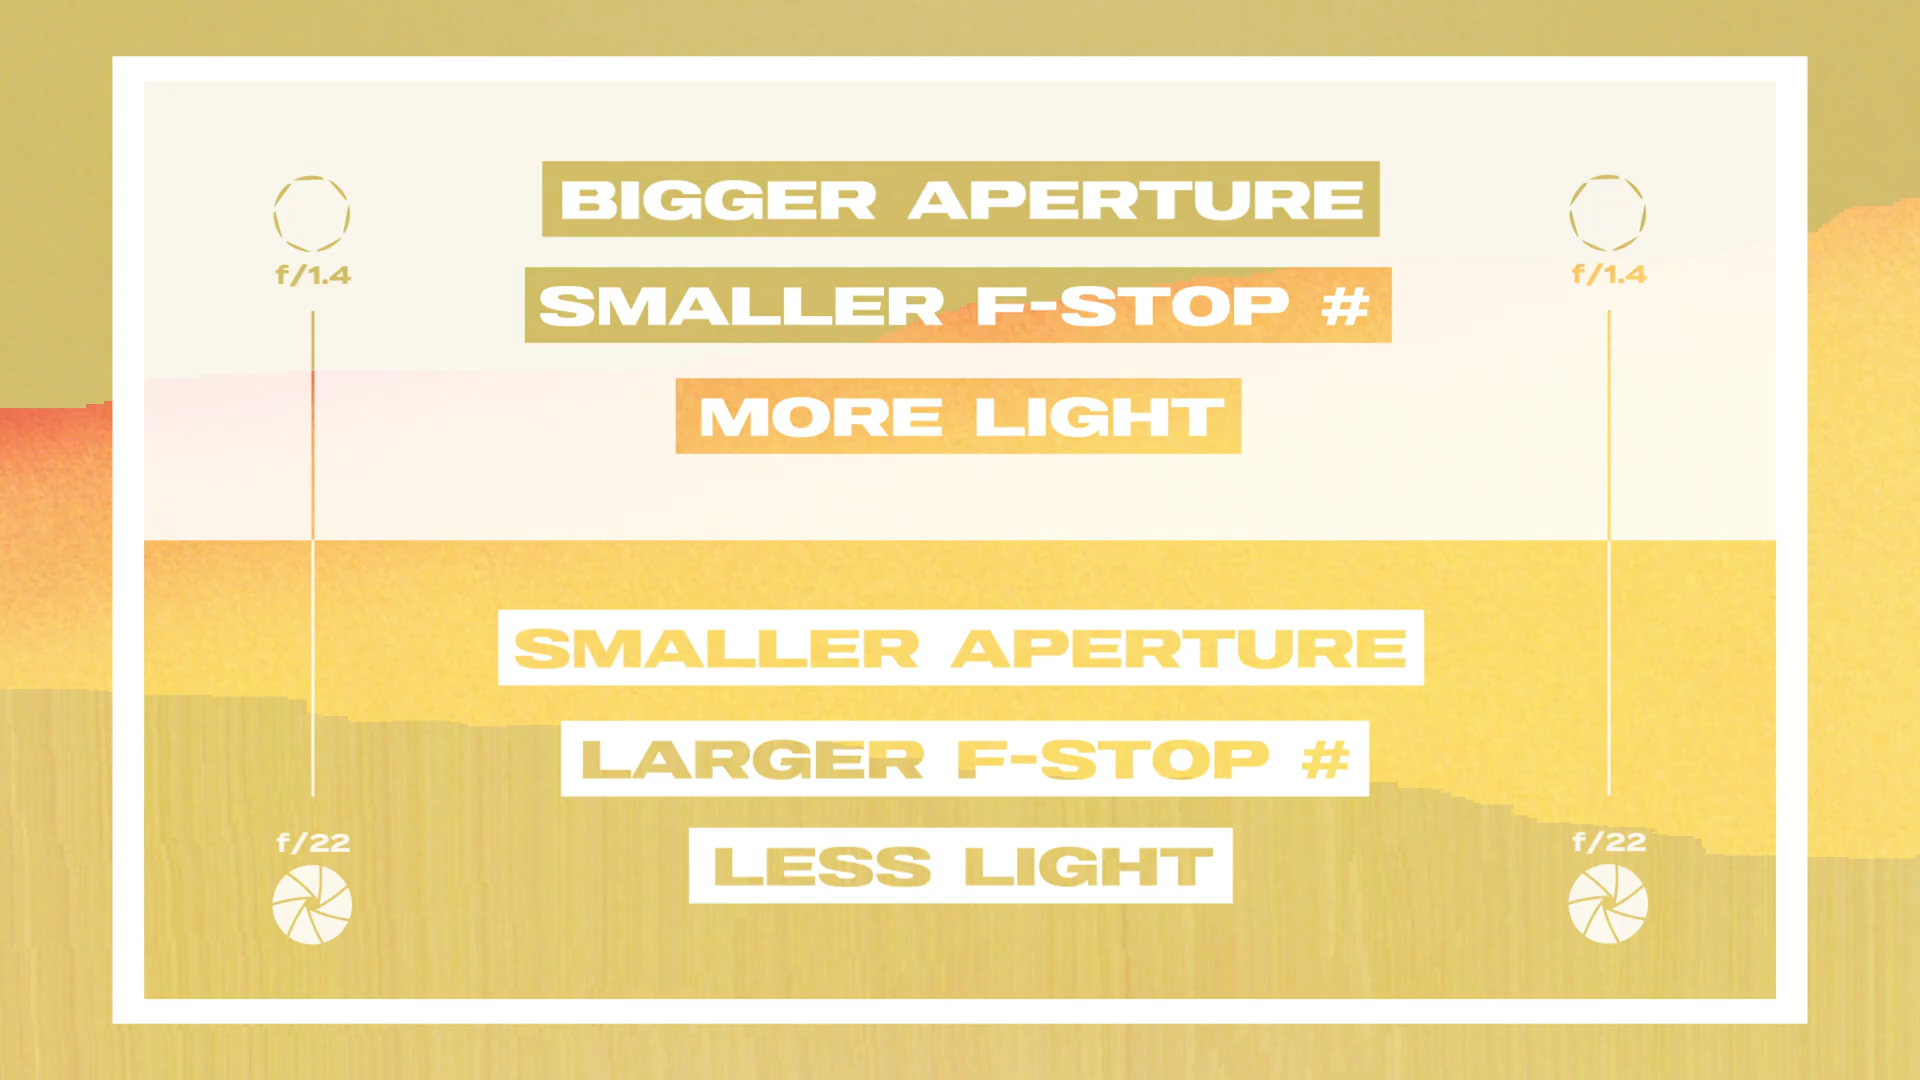 BIGGER APERTURE
f/1.4
f/1.4
SMALLER F-STOP #
MORE LIGHT
SMALLER APERTURE
LARGER F-STOP #
f/22
f/22
LESS LIGHT